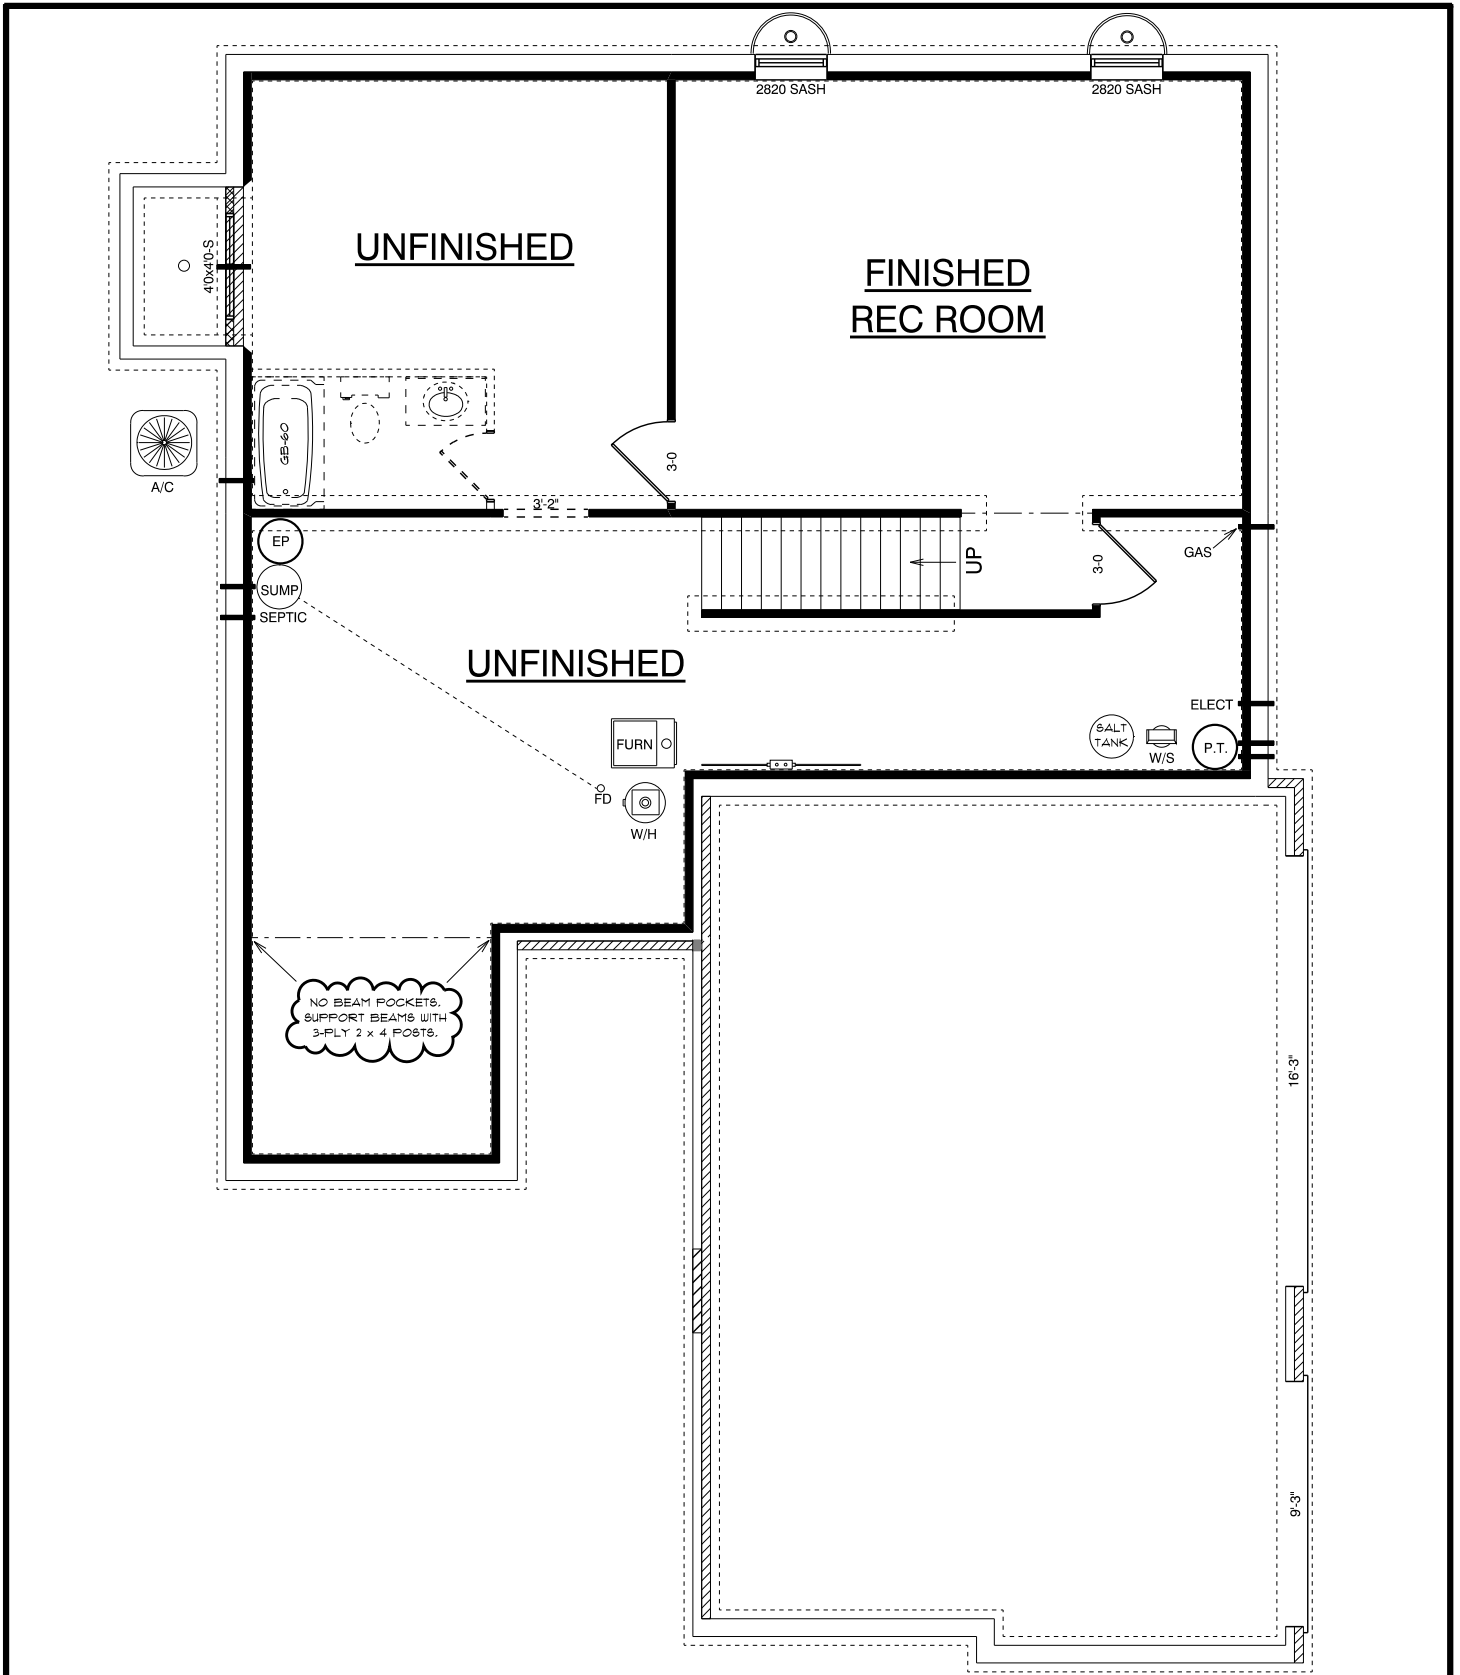 2820 SASH
2820 SASH
UNFINISHED
FINISHED
REC ROOM
4'0x4'0-S
GB-60
3-0
A/C
3'-2"
EP
UP
3-0
GAS
SUMP
SEPTIC
UNFINISHED
ELECT
FURN
SALT
TANK
W/S
P.T.
FD
W/H
NO BEAM POCKETS.
SUPPORT BEAMS WITH
3-PLY 2 x 4 POSTS.
16'-3"
9'-3"